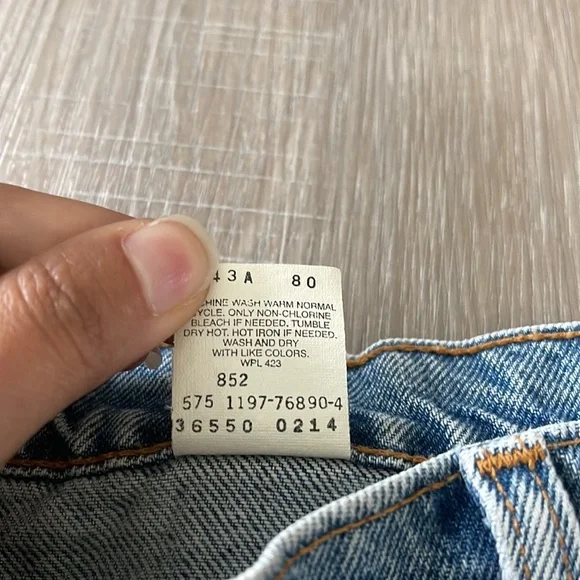 43A 80
WASH WARM NORMAL
CYCLE. ONLY NON-CHLORINE
BLEACH IF NEEDED. TUMBLE
DRY HOT. HOT IRON IF NEEDED.
WASH AND DRY
WITH LIKE COLORS.
WPL 423
852
575 1197-76890-4
36550 0214